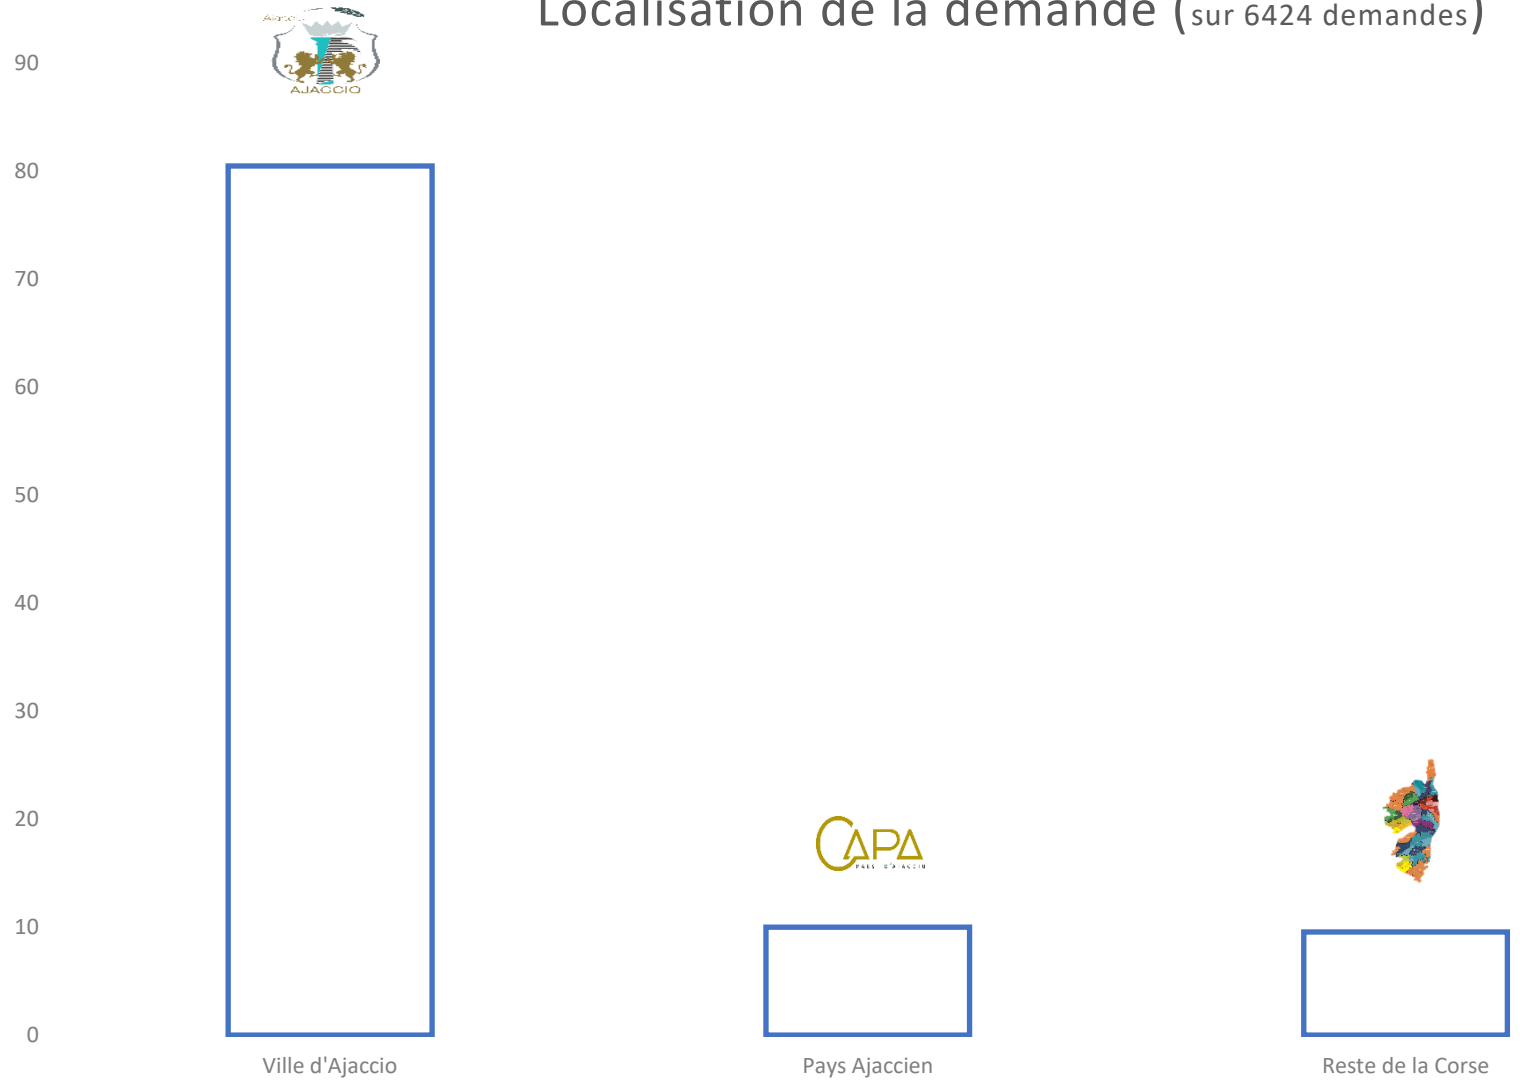 Localisation de la demande (sur 6424 demandes)
AJACCIO
90
80
70
60
50
40
30
20
10
0
CAPA
Ville d'Ajaccio
Pays Ajaccien
Reste de la Corse